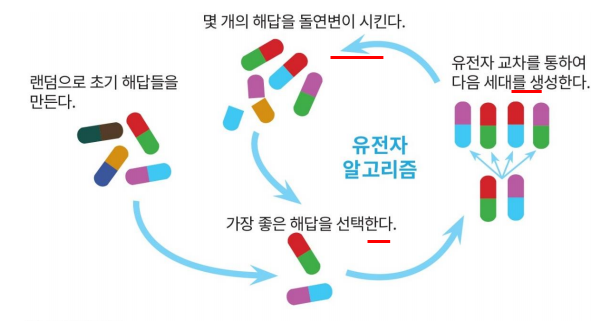 몇 개의 해답을 돌연변이 시킨다.
유전자 교차를 통하여
다음 세대를 생성한다.
랜덤으로 초기 해답들을
만든다.
유전자
알고리즘
가장 좋은 해답을 선택한다.